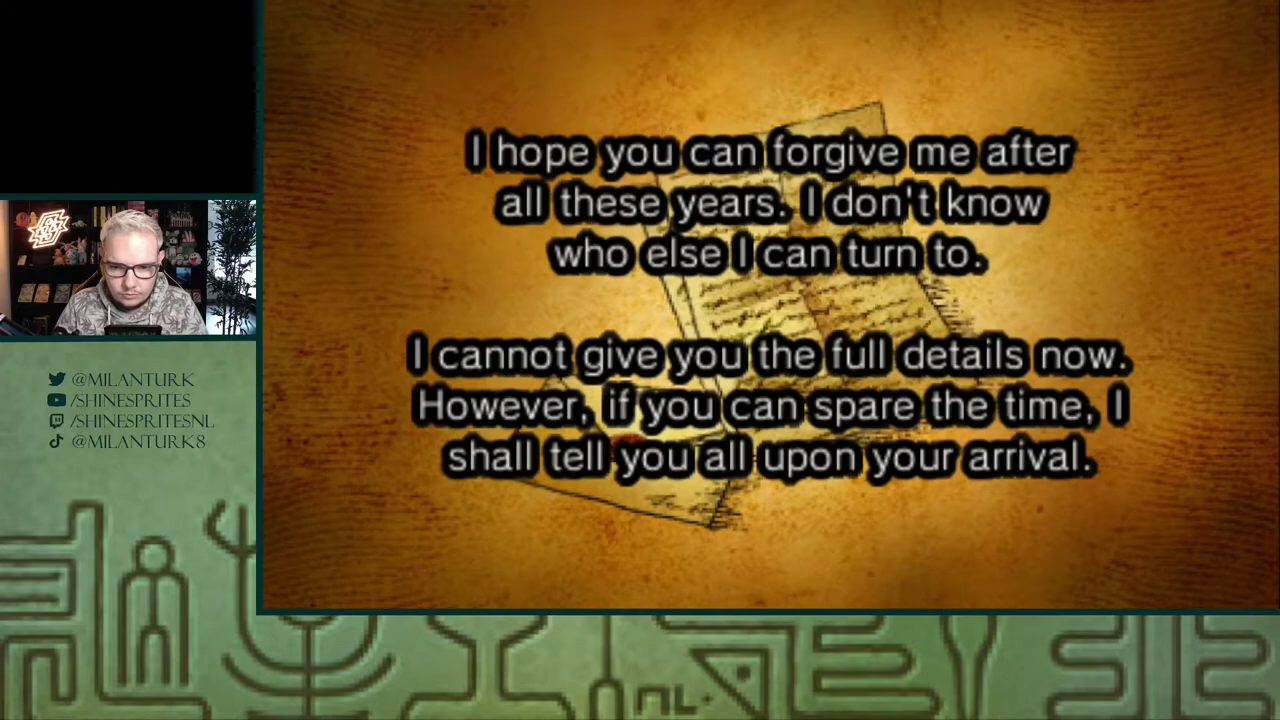 I hope you can forgive me after
all these years. I don't know
who else I can turn to.
I cannot give you the full details now.
However, if you can spare the time, I
shall tell you all upon your arrival.
@MILANTURK
/SHINESPRITES
/SHINESPRITESNL
@MILANTURK8